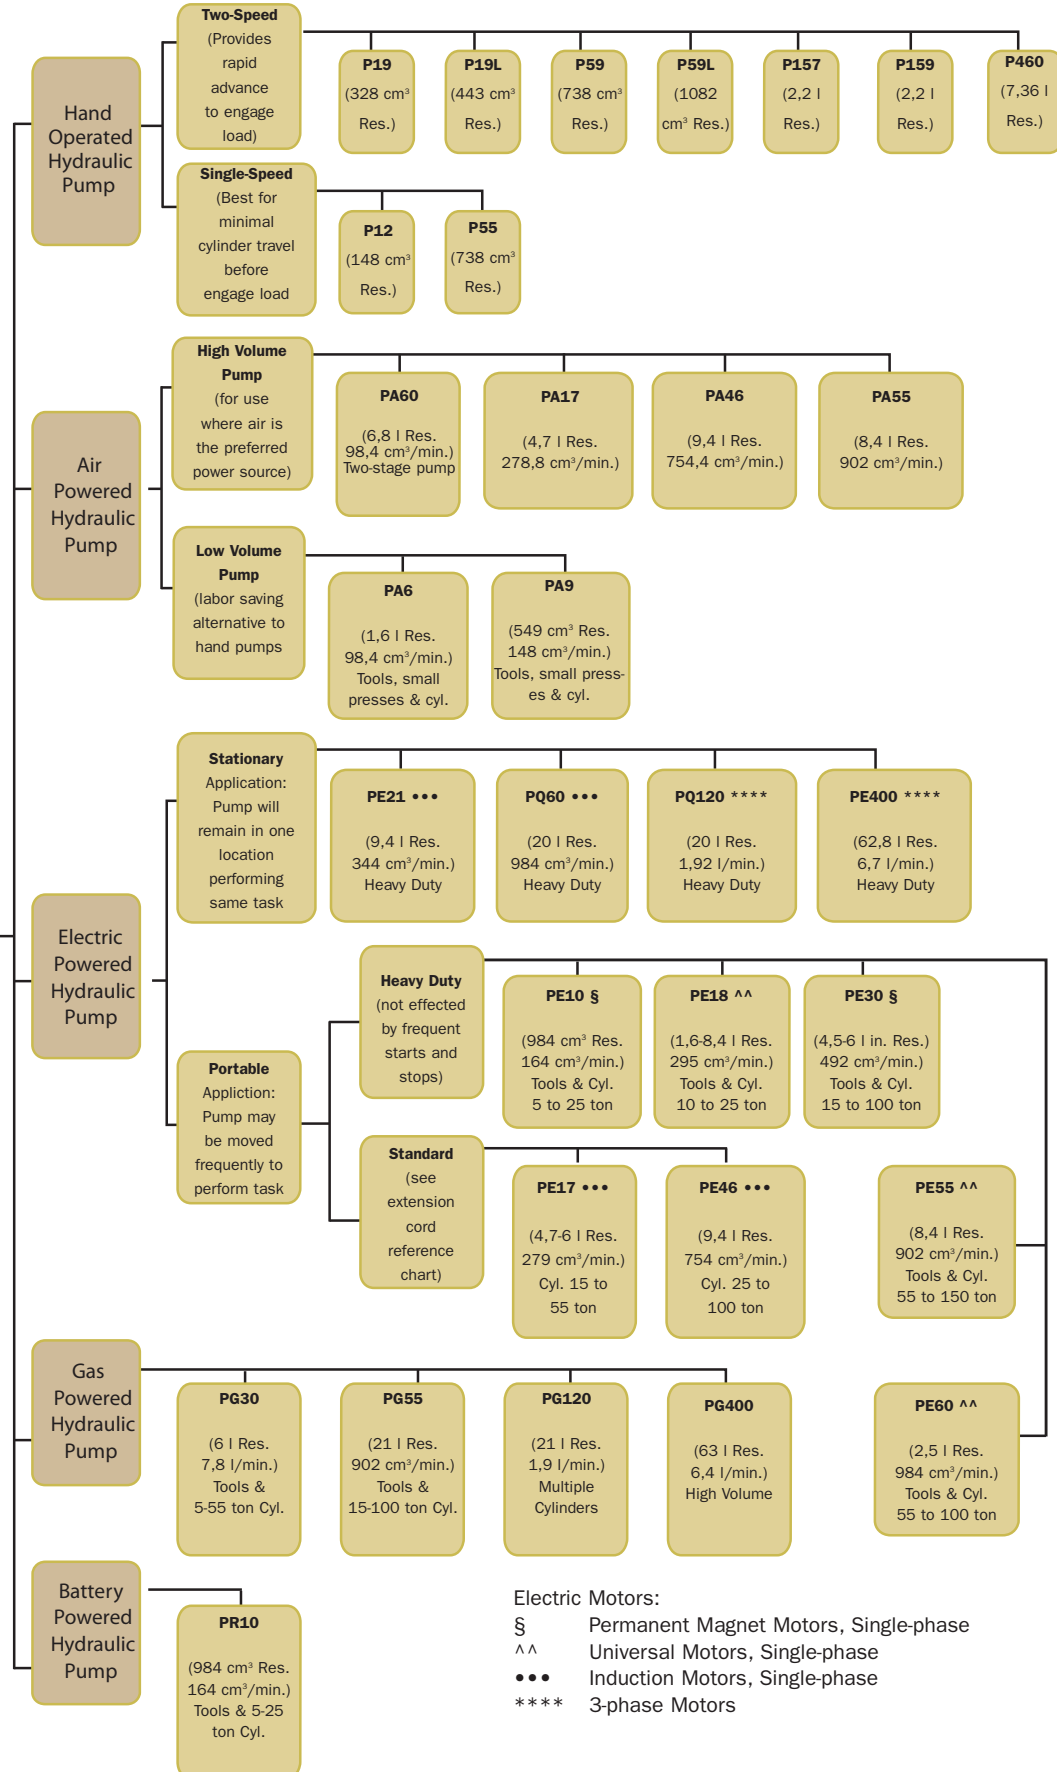 Hand
Operated
Hydraulic
Pump
Two-Speed
(Provides
rapid
advance
to engage
load)
P19
(328 cm³
Res.)
P19L
(443 cm³
Res.)
P59
(738 cm³
Res.)
P59L
(1082
cm³ Res.)
P157
(2,2 l
Res.)
P159
(2,2 l
Res.)
P460
(7,36 l
Res.)
Single-Speed
(Best for
minimal
cylinder travel
before
engage load
P12
(148 cm³
Res.)
P55
(738 cm³
Res.)
Air
Powered
Hydraulic
Pump
High Volume
Pump
(for use
where air is
the preferred
power source)
PA60
(6,8 l Res.
98,4 cm³/min.)
Two-stage pump
PA17
(4,7 l Res.
278,8 cm³/min.)
PA46
(9,4 l Res.
754,4 cm³/min.)
PA55
(8,4 l Res.
902 cm³/min.)
Low Volume
Pump
(labor saving
alternative to
hand pumps
PA6
(1,6 l Res.
98,4 cm³/min.)
Tools, small
presses & cyl.
PA9
(549 cm³ Res.
148 cm³/min.)
Tools, small press-
es & cyl.
Electric
Powered
Hydraulic
Pump
Stationary
Application:
Pump will
remain in one
location
performing
same task
PE21 •••
(9,4 l Res.
344 cm³/min.)
Heavy Duty
PQ60 •••
(20 l Res.
984 cm³/min.)
Heavy Duty
PQ120 ****
(20 l Res.
1,92 l/min.)
Heavy Duty
PE400 ****
(62,8 l Res.
6,7 l/min.)
Heavy Duty
Portable
Appliction:
Pump may
be moved
frequently to
perform task
Heavy Duty
(not effected
by frequent
starts and
stops)
PE10 §
(984 cm³ Res.
164 cm³/min.)
Tools & Cyl.
5 to 25 ton
PE18 ^^
(1,6-8,4 l Res.
295 cm³/min.)
Tools & Cyl.
10 to 25 ton
PE30 §
(4,5-6 l in. Res.)
492 cm³/min.)
Tools & Cyl.
15 to 100 ton
Standard
(see
extension
cord
reference
chart)
PE17 •••
(4,7-6 l Res.
279 cm³/min.)
Cyl. 15 to
55 ton
PE46 •••
(9,4 l Res.
754 cm³/min.)
Cyl. 25 to
100 ton
PE55 ^^
(8,4 l Res.
902 cm³/min.)
Tools & Cyl.
55 to 150 ton
PE60 ^^
(2,5 l Res.
984 cm³/min.)
Tools & Cyl.
55 to 100 ton
Gas
Powered
Hydraulic
Pump
PG30
(6 l Res.
7,8 l/min.)
Tools &
5-55 ton Cyl.
PG55
(21 l Res.
902 cm³/min.)
Tools &
15-100 ton Cyl.
PG120
(21 l Res.
1,9 l/min.)
Multiple
Cylinders
PG400
(63 l Res.
6,4 l/min.)
High Volume
Battery
Powered
Hydraulic
Pump
PR10
(984 cm³ Res.
164 cm³/min.)
Tools & 5-25
ton Cyl.
Electric Motors:
§ Permanent Magnet Motors, Single-phase
^^ Universal Motors, Single-phase
••• Induction Motors, Single-phase
**** 3-phase Motors